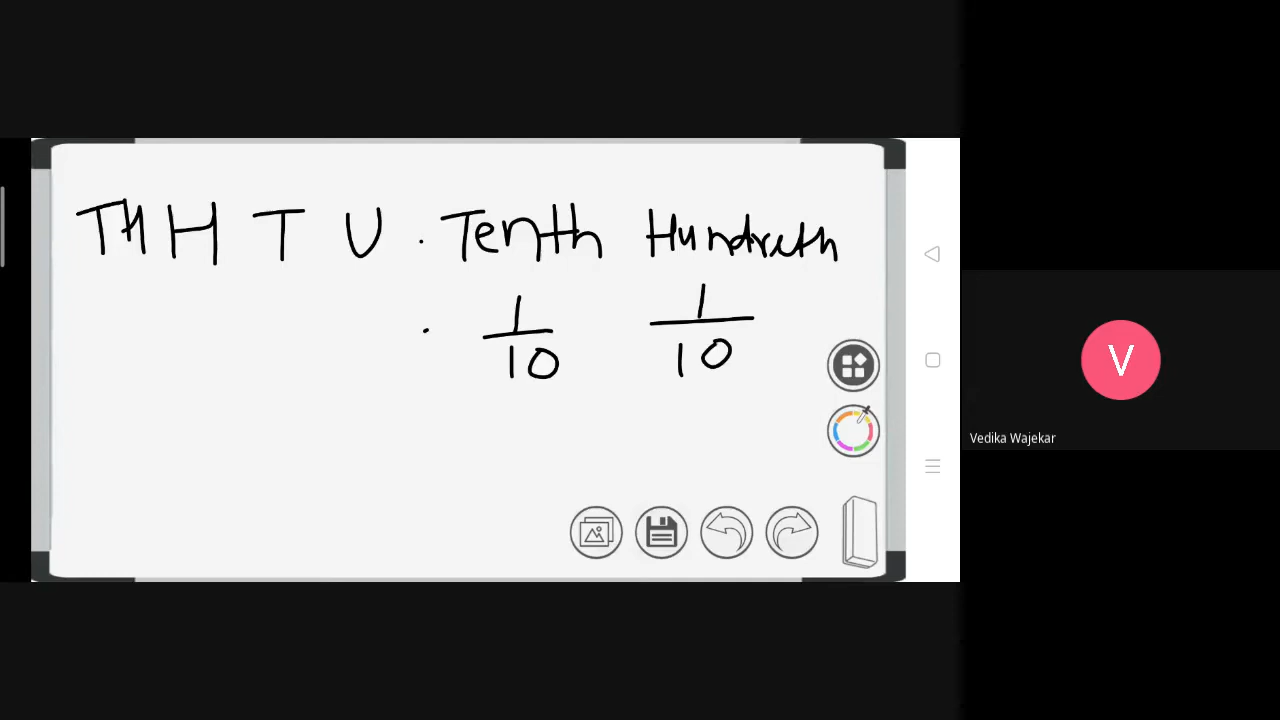 TH H T U . Tenth Hundreth
. 1/10 1/10
V
Vedika Wajekar